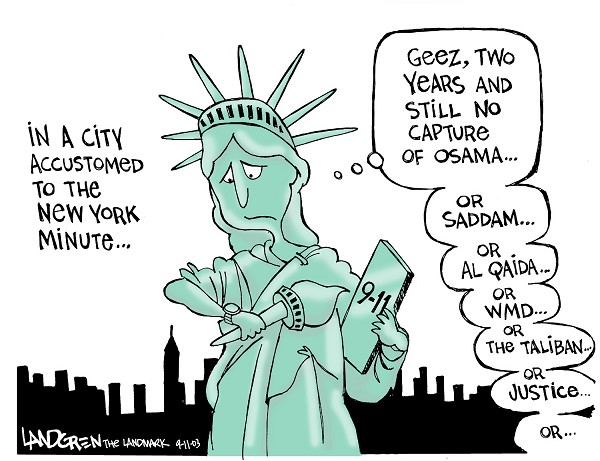 IN A CITY
ACCUSTOMED
TO THE
NEW YORK
MINUTE...
GEEZ, TWO
YEARS AND
STILL NO
CAPTURE
OF OSAMA...
OR
SADDAM...
OR
AL QAIDA...
OR
WMD...
OR
THE TALIBAN...
OR
JUSTICE...
OR...
9-11
LANDGREN THE LANDMARK 9-11-03